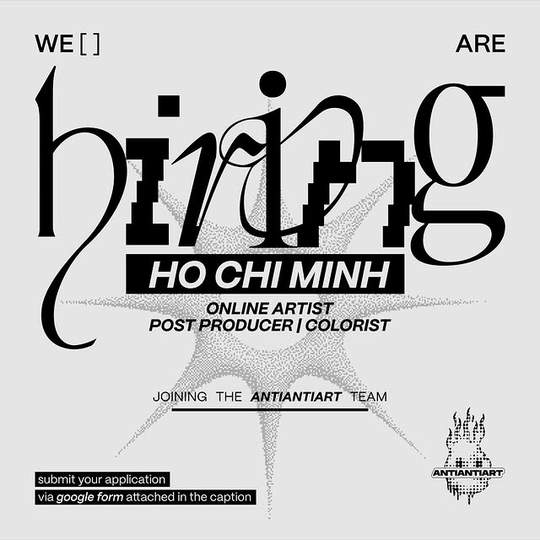 WE [ ] ARE
hiring
HO CHI MINH
ONLINE ARTIST
POST PRODUCER | COLORIST
JOINING THE ANTIANTIART TEAM
submit your application
via google form attached in the caption
ANTIANTIART